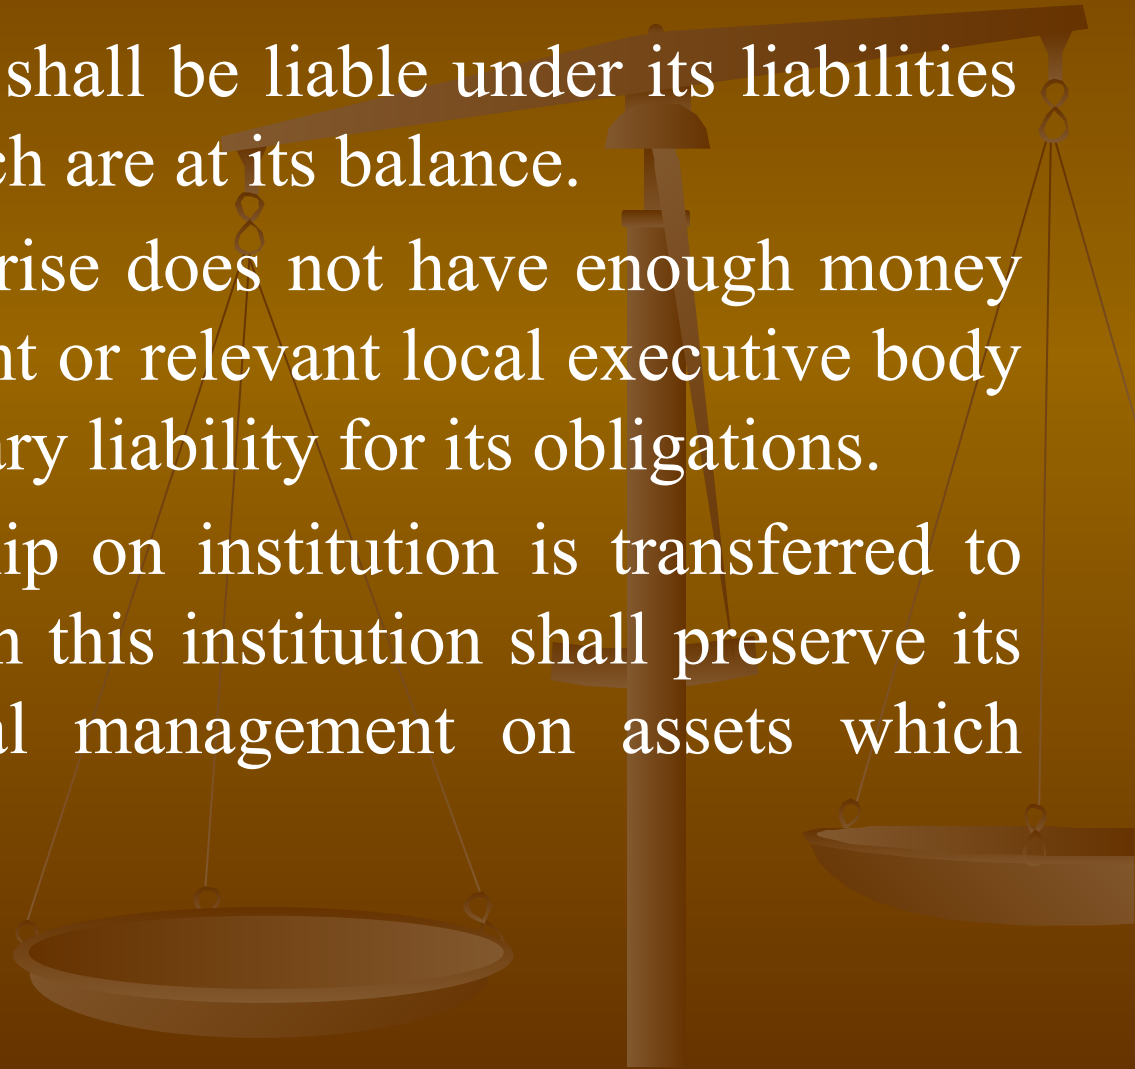 shall be liable under its liabilities
ch are at its balance.
rise does not have enough money
nt or relevant local executive body
ary liability for its obligations.
ip on institution is transferred to
n this institution shall preserve its
al management on assets which